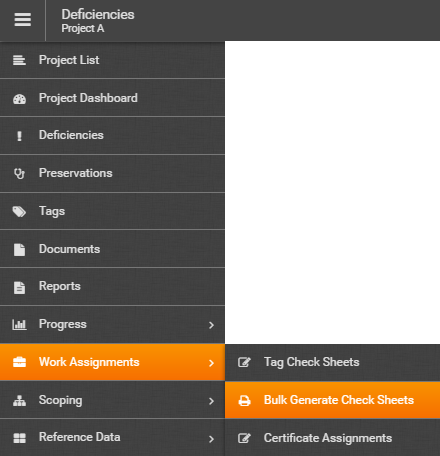 Deficiencies
Project A
Project List
Project Dashboard
Deficiencies
Preservations
Tags
Documents
Reports
Progress
Work Assignments
Tag Check Sheets
Scoping
Bulk Generate Check Sheets
Reference Data
Certificate Assignments